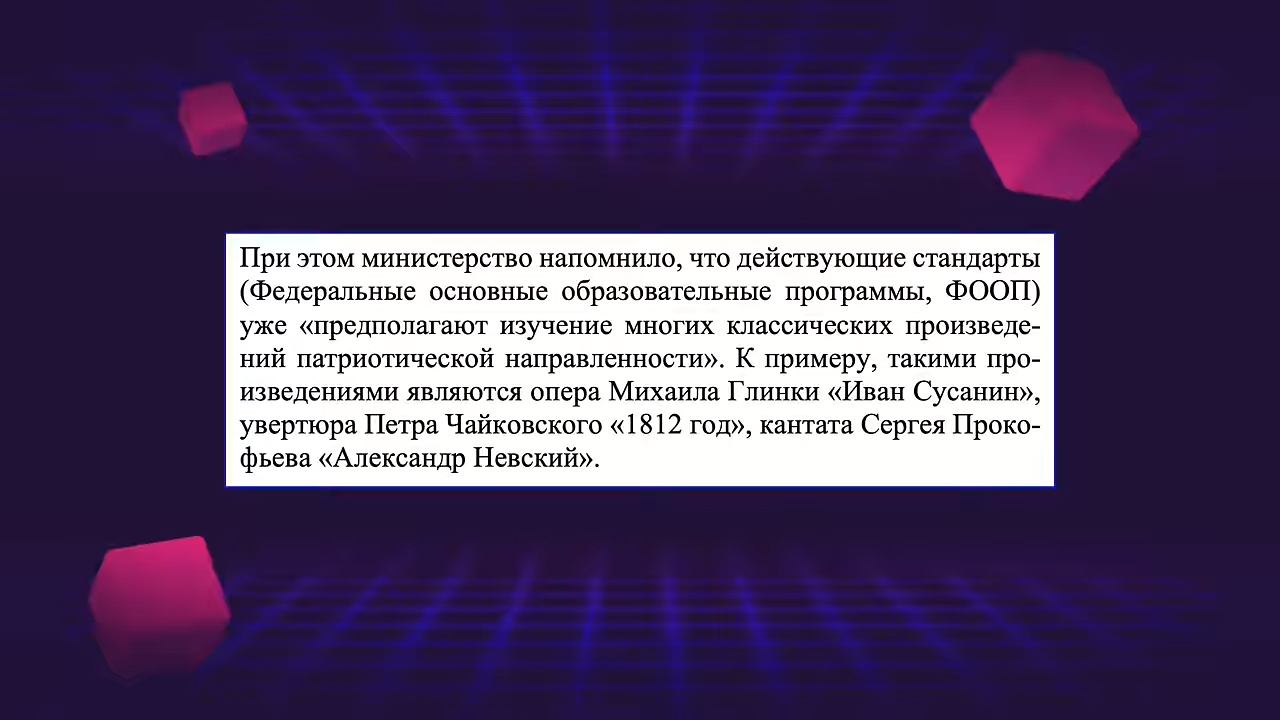 При этом министерство напомнило, что действующие стандарты
(Федеральные основные образовательные программы, ФООП)
уже «предполагают изучение многих классических произведе-
ний патриотической направленности». К примеру, такими про-
изведениями являются опера Михаила Глинки «Иван Сусанин»,
увертюра Петра Чайковского «1812 год», кантата Сергея Проко-
фьева «Александр Невский».